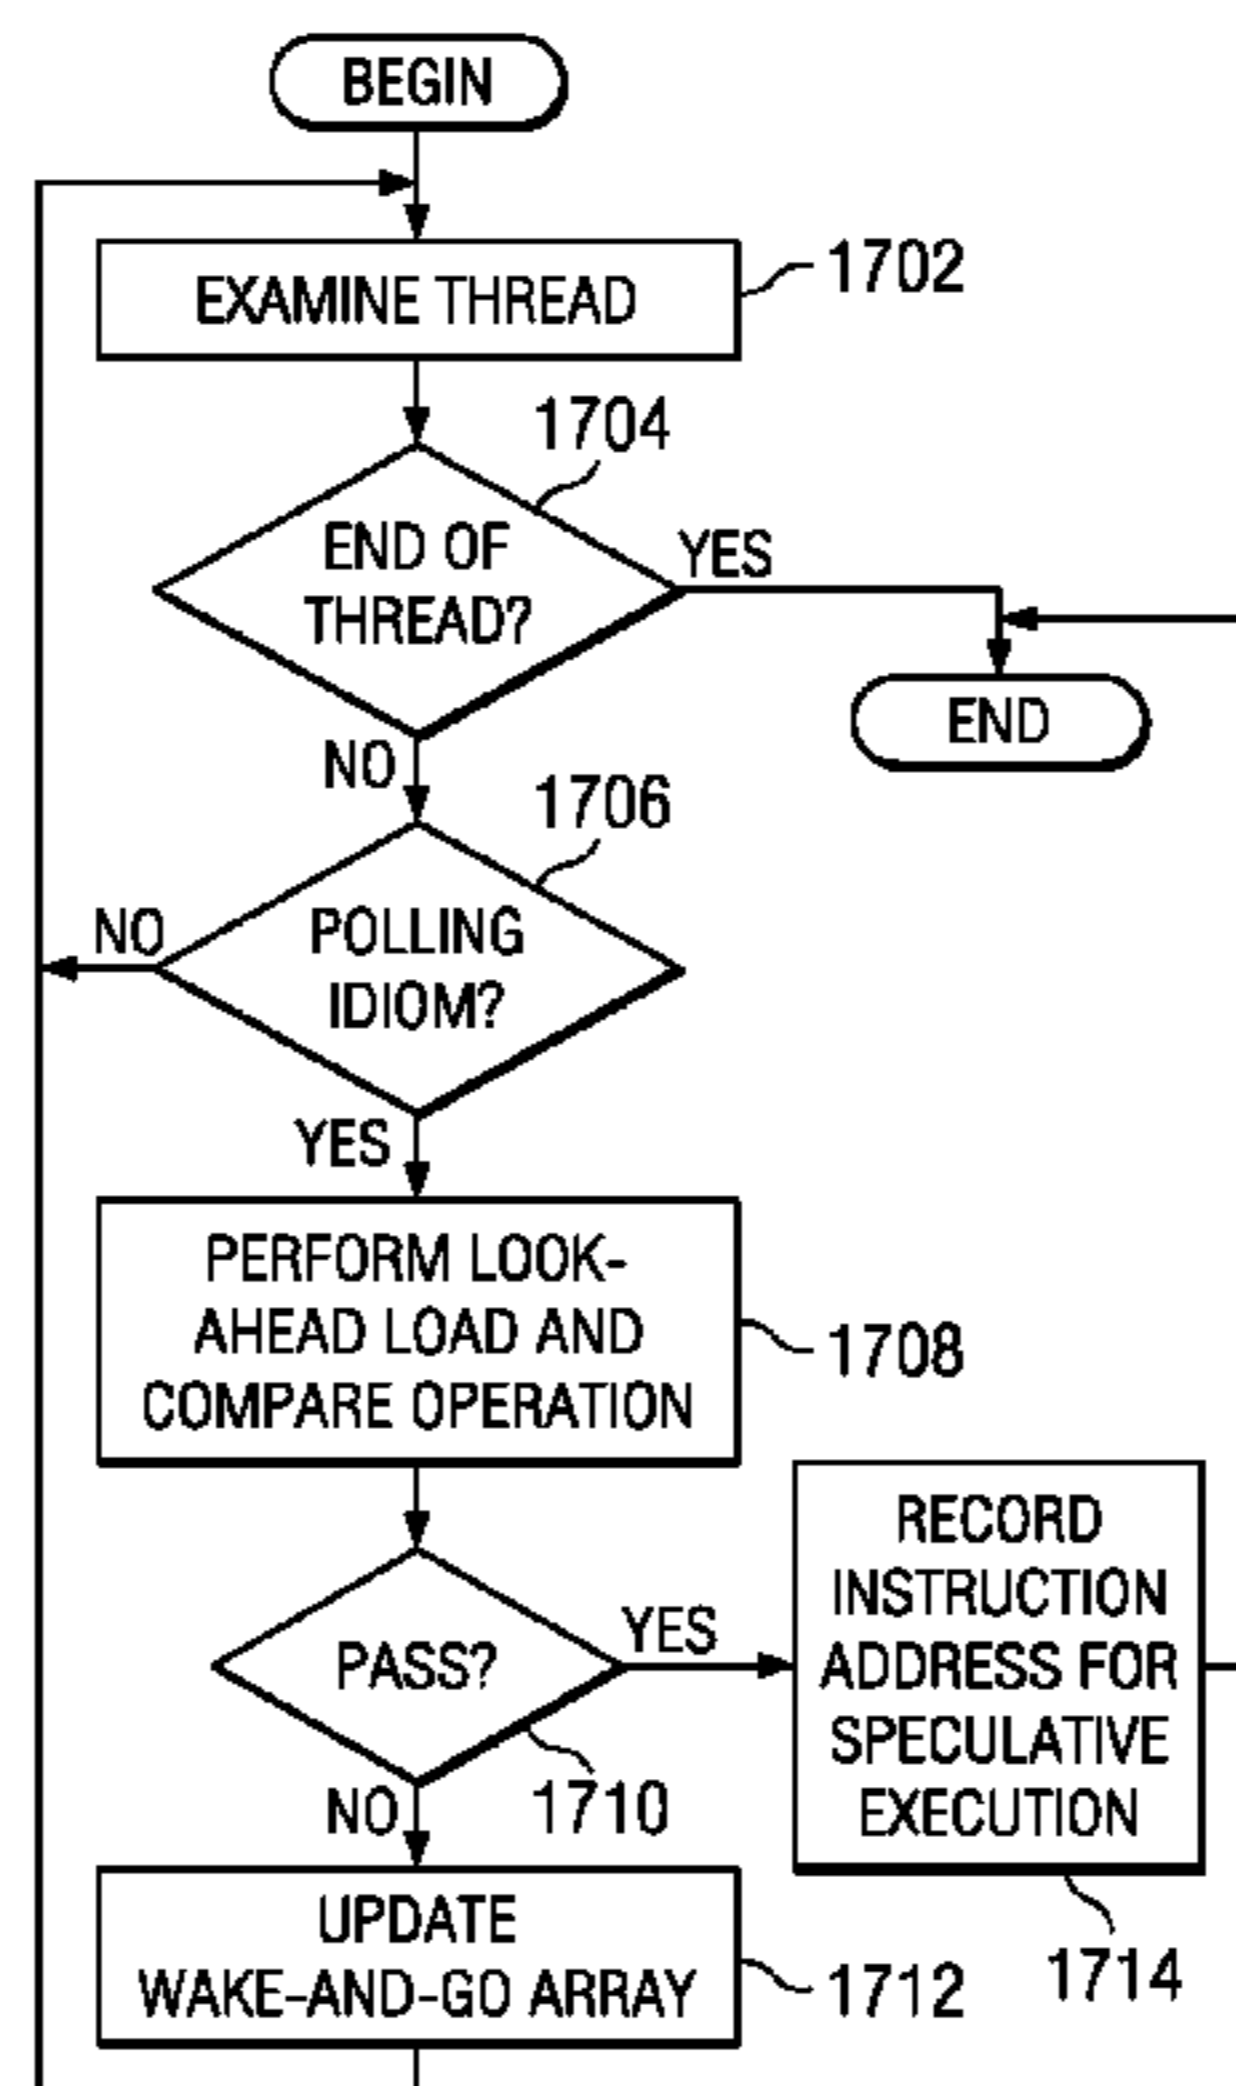 BEGIN
EXAMINE THREAD
1702
1704
END OF
THREAD?
YES
END
NO
1706
POLLING
IDIOM?
NO
YES
PERFORM LOOK-
AHEAD LOAD AND
COMPARE OPERATION
1708
PASS?
YES
1710
NO
RECORD
INSTRUCTION
ADDRESS FOR
SPECULATIVE
EXECUTION
1714
UPDATE
WAKE-AND-GO ARRAY
1712